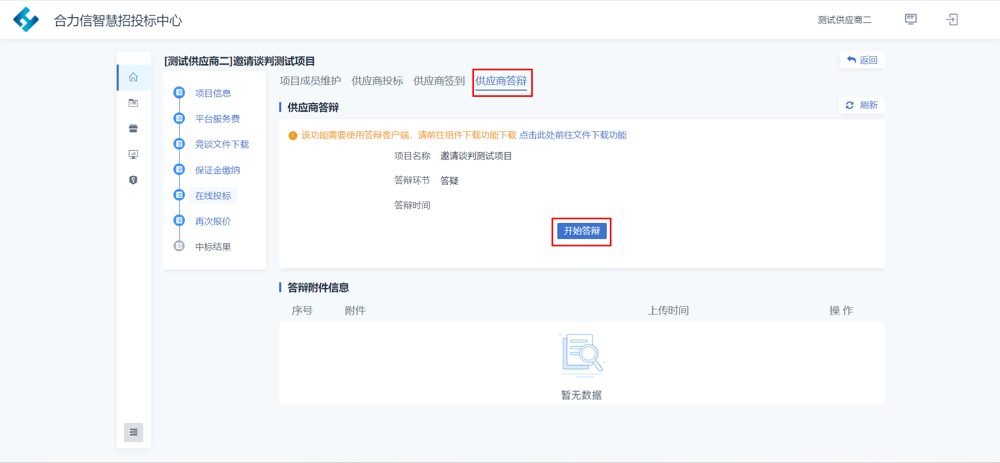 合力信智慧招投标中心
测试供应商二
[测试供应商二]邀请谈判测试项目
返回
项目信息
平台服务费
竞谈文件下载
保证金缴纳
在线投标
再次报价
中标结果
项目成员维护 供应商投标 供应商签到 供应商答辩
供应商答辩
刷新
该功能需要使用答辩客户端，请前往组件下载功能下载 点击此处前往文件下载功能
项目名称 邀请谈判测试项目
答辩环节 答疑
答辩时间
开始答辩
答辩附件信息
序号 附件 上传时间 操 作
暂无数据